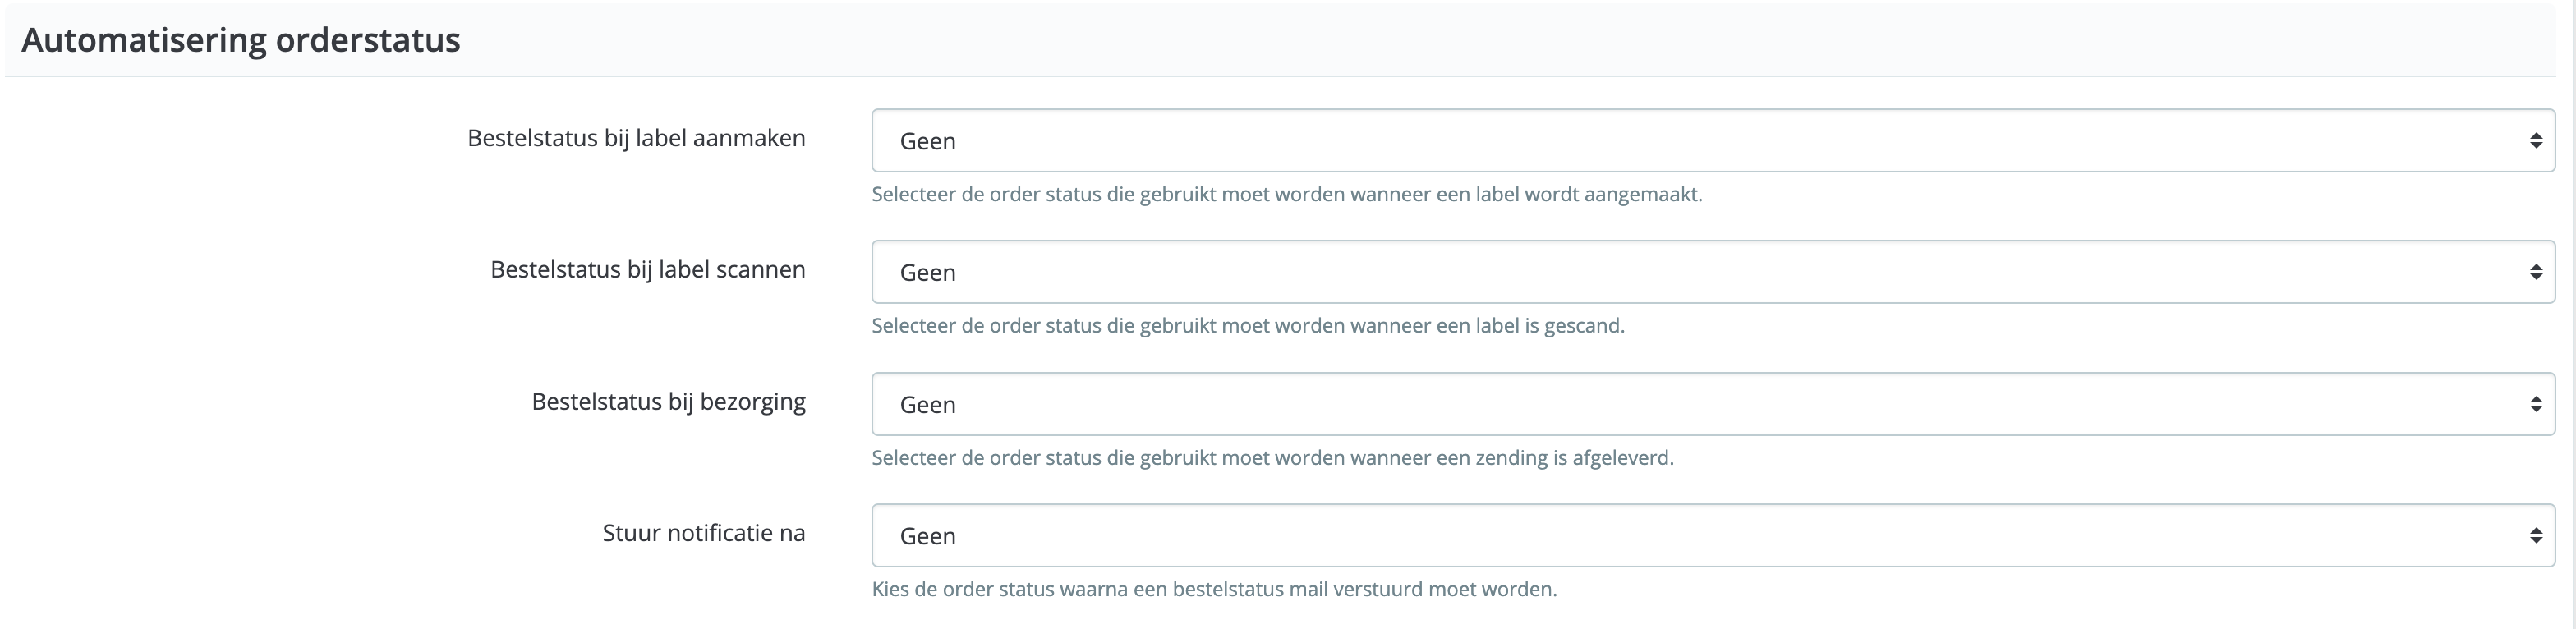 Automatisering orderstatus
Bestelstatus bij label aanmaken
Geen
Selecteer de order status die gebruikt moet worden wanneer een label wordt aangemaakt.
Bestelstatus bij label scannen
Geen
Selecteer de order status die gebruikt moet worden wanneer een label is gescand.
Bestelstatus bij bezorging
Geen
Selecteer de order status die gebruikt moet worden wanneer een zending is afgeleverd.
Stuur notificatie na
Geen
Kies de order status waarna een bestelstatus mail verstuurd moet worden.